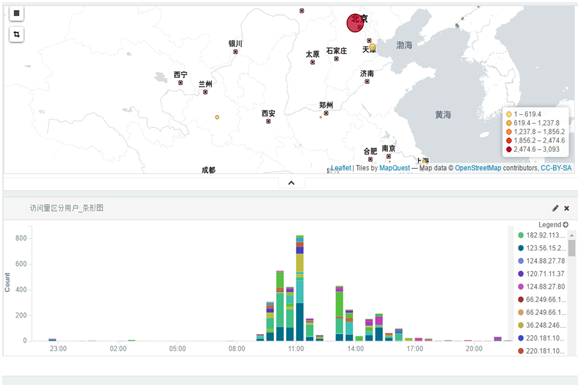 北京
天津
渤海
银川
太原
石家庄
西宁
兰州
济南
黄海
西安
郑州
合肥
南京
上海
成都
1 – 619.4
619.4 – 1,237.8
1,237.8 – 1,856.2
1,856.2 – 2,474.6
2,474.6 – 3,093
Leaflet | Tiles by MapQuest — Map data © OpenStreetMap contributors, CC-BY-SA
访问量区分用户_条形图
Legend
Count
800
600
400
200
0
23:00
02:00
05:00
08:00
11:00
14:00
17:00
20:00
182.92.113...
123.56.15.2...
124.88.27.78
120.71.11.37
124.88.27.80
66.249.66.1...
66.249.66.1...
36.248.246...
220.181.10...
220.181.10...